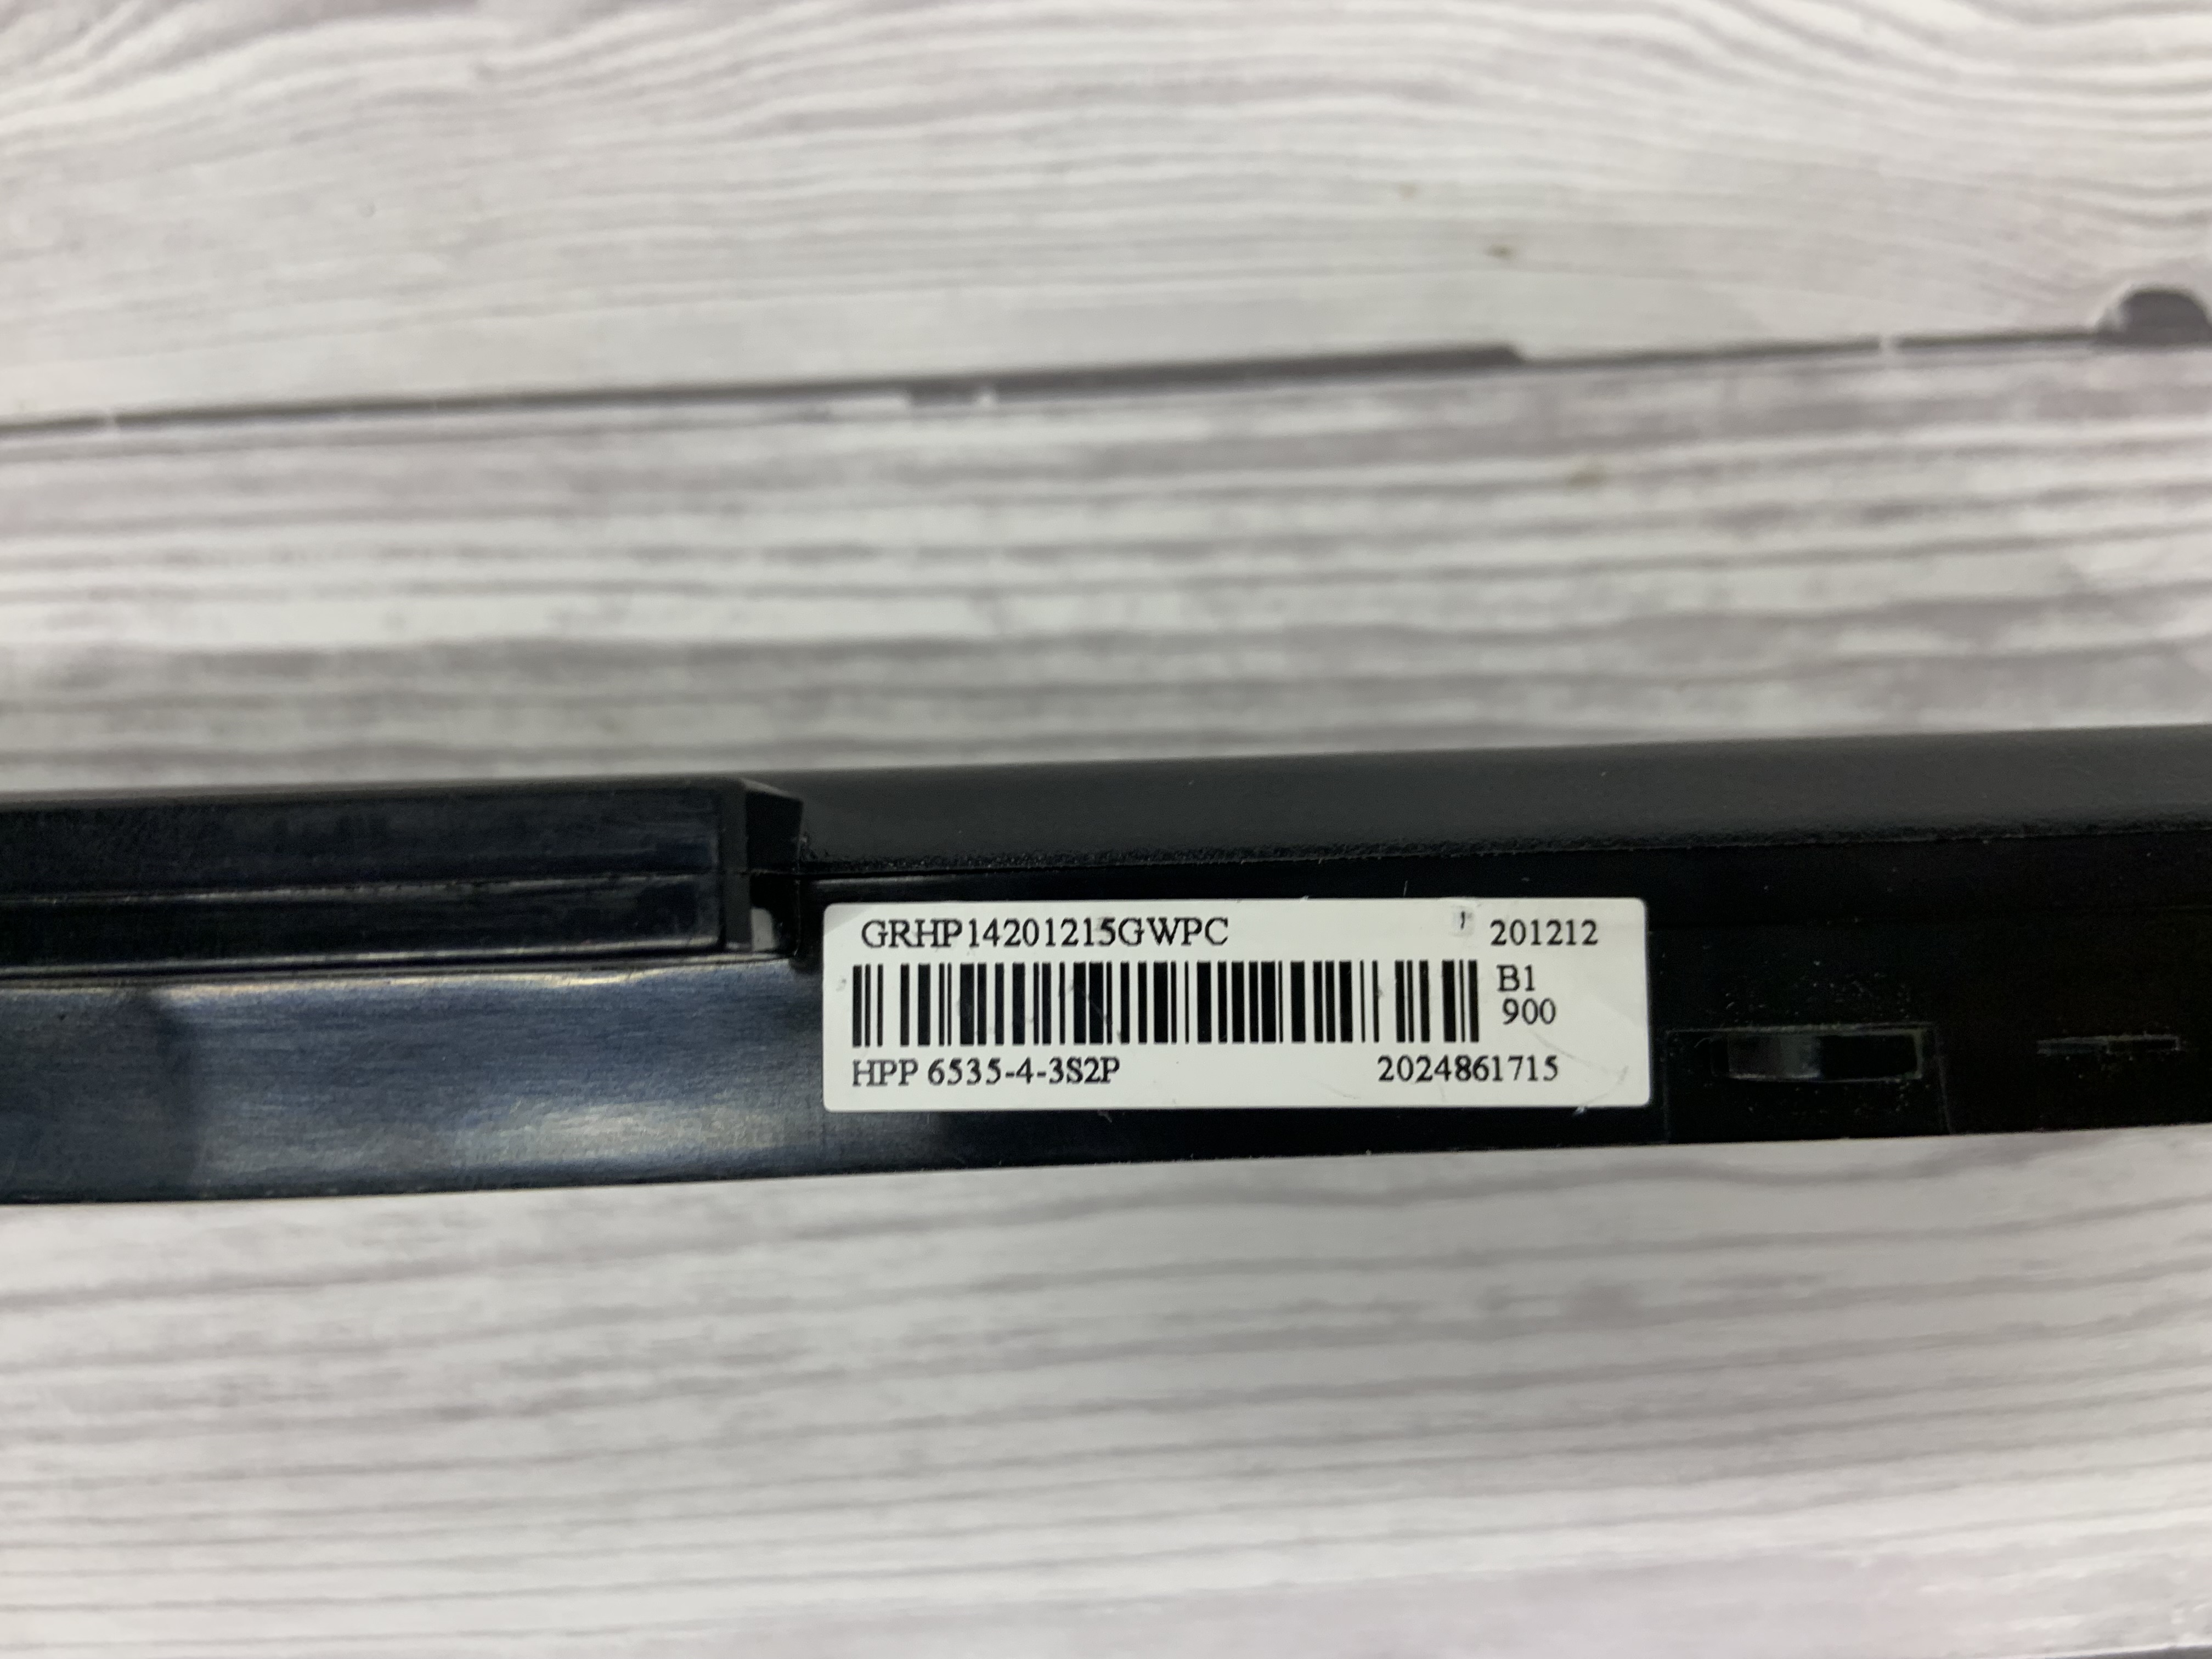 GRHP14201215GWPC 201212
B1
900
HPP 6535-4-3S2P 2024861715